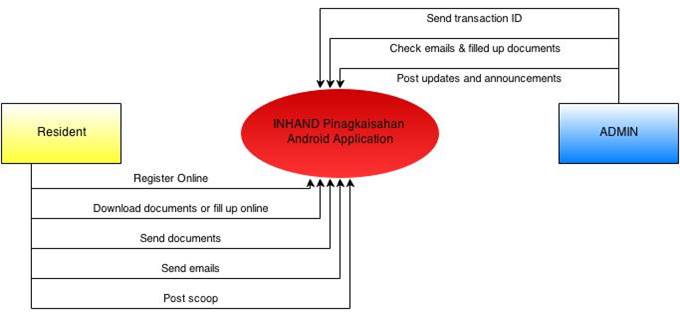 Send transaction ID
Check emails & filled up documents
Post updates and announcements
Resident
INHAND Pinagkaisahan
Android Application
ADMIN
Register Online
Download documents or fill up online
Send documents
Send emails
Post scoop